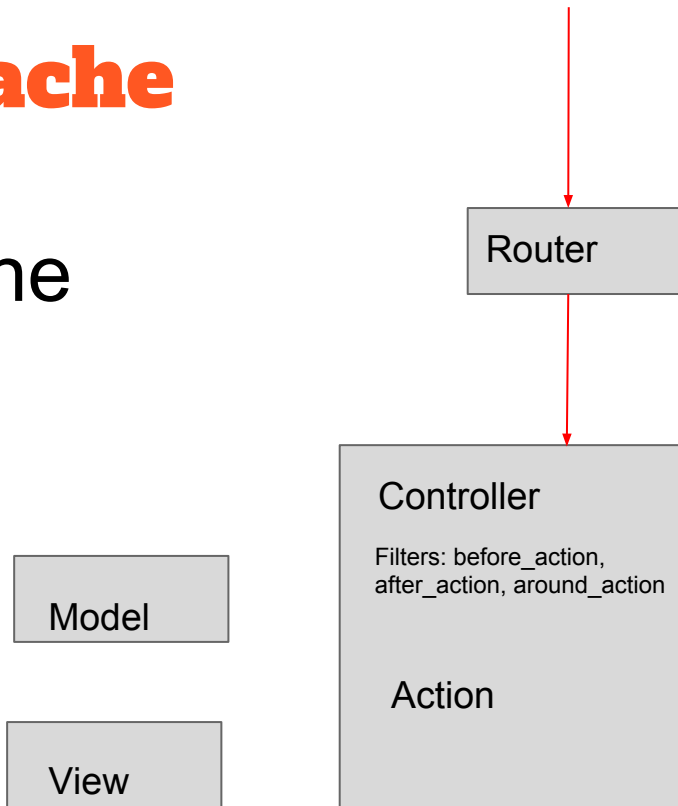 ache
ne
Router
Controller
Filters: before_action,
after_action, around_action
Model
Action
View